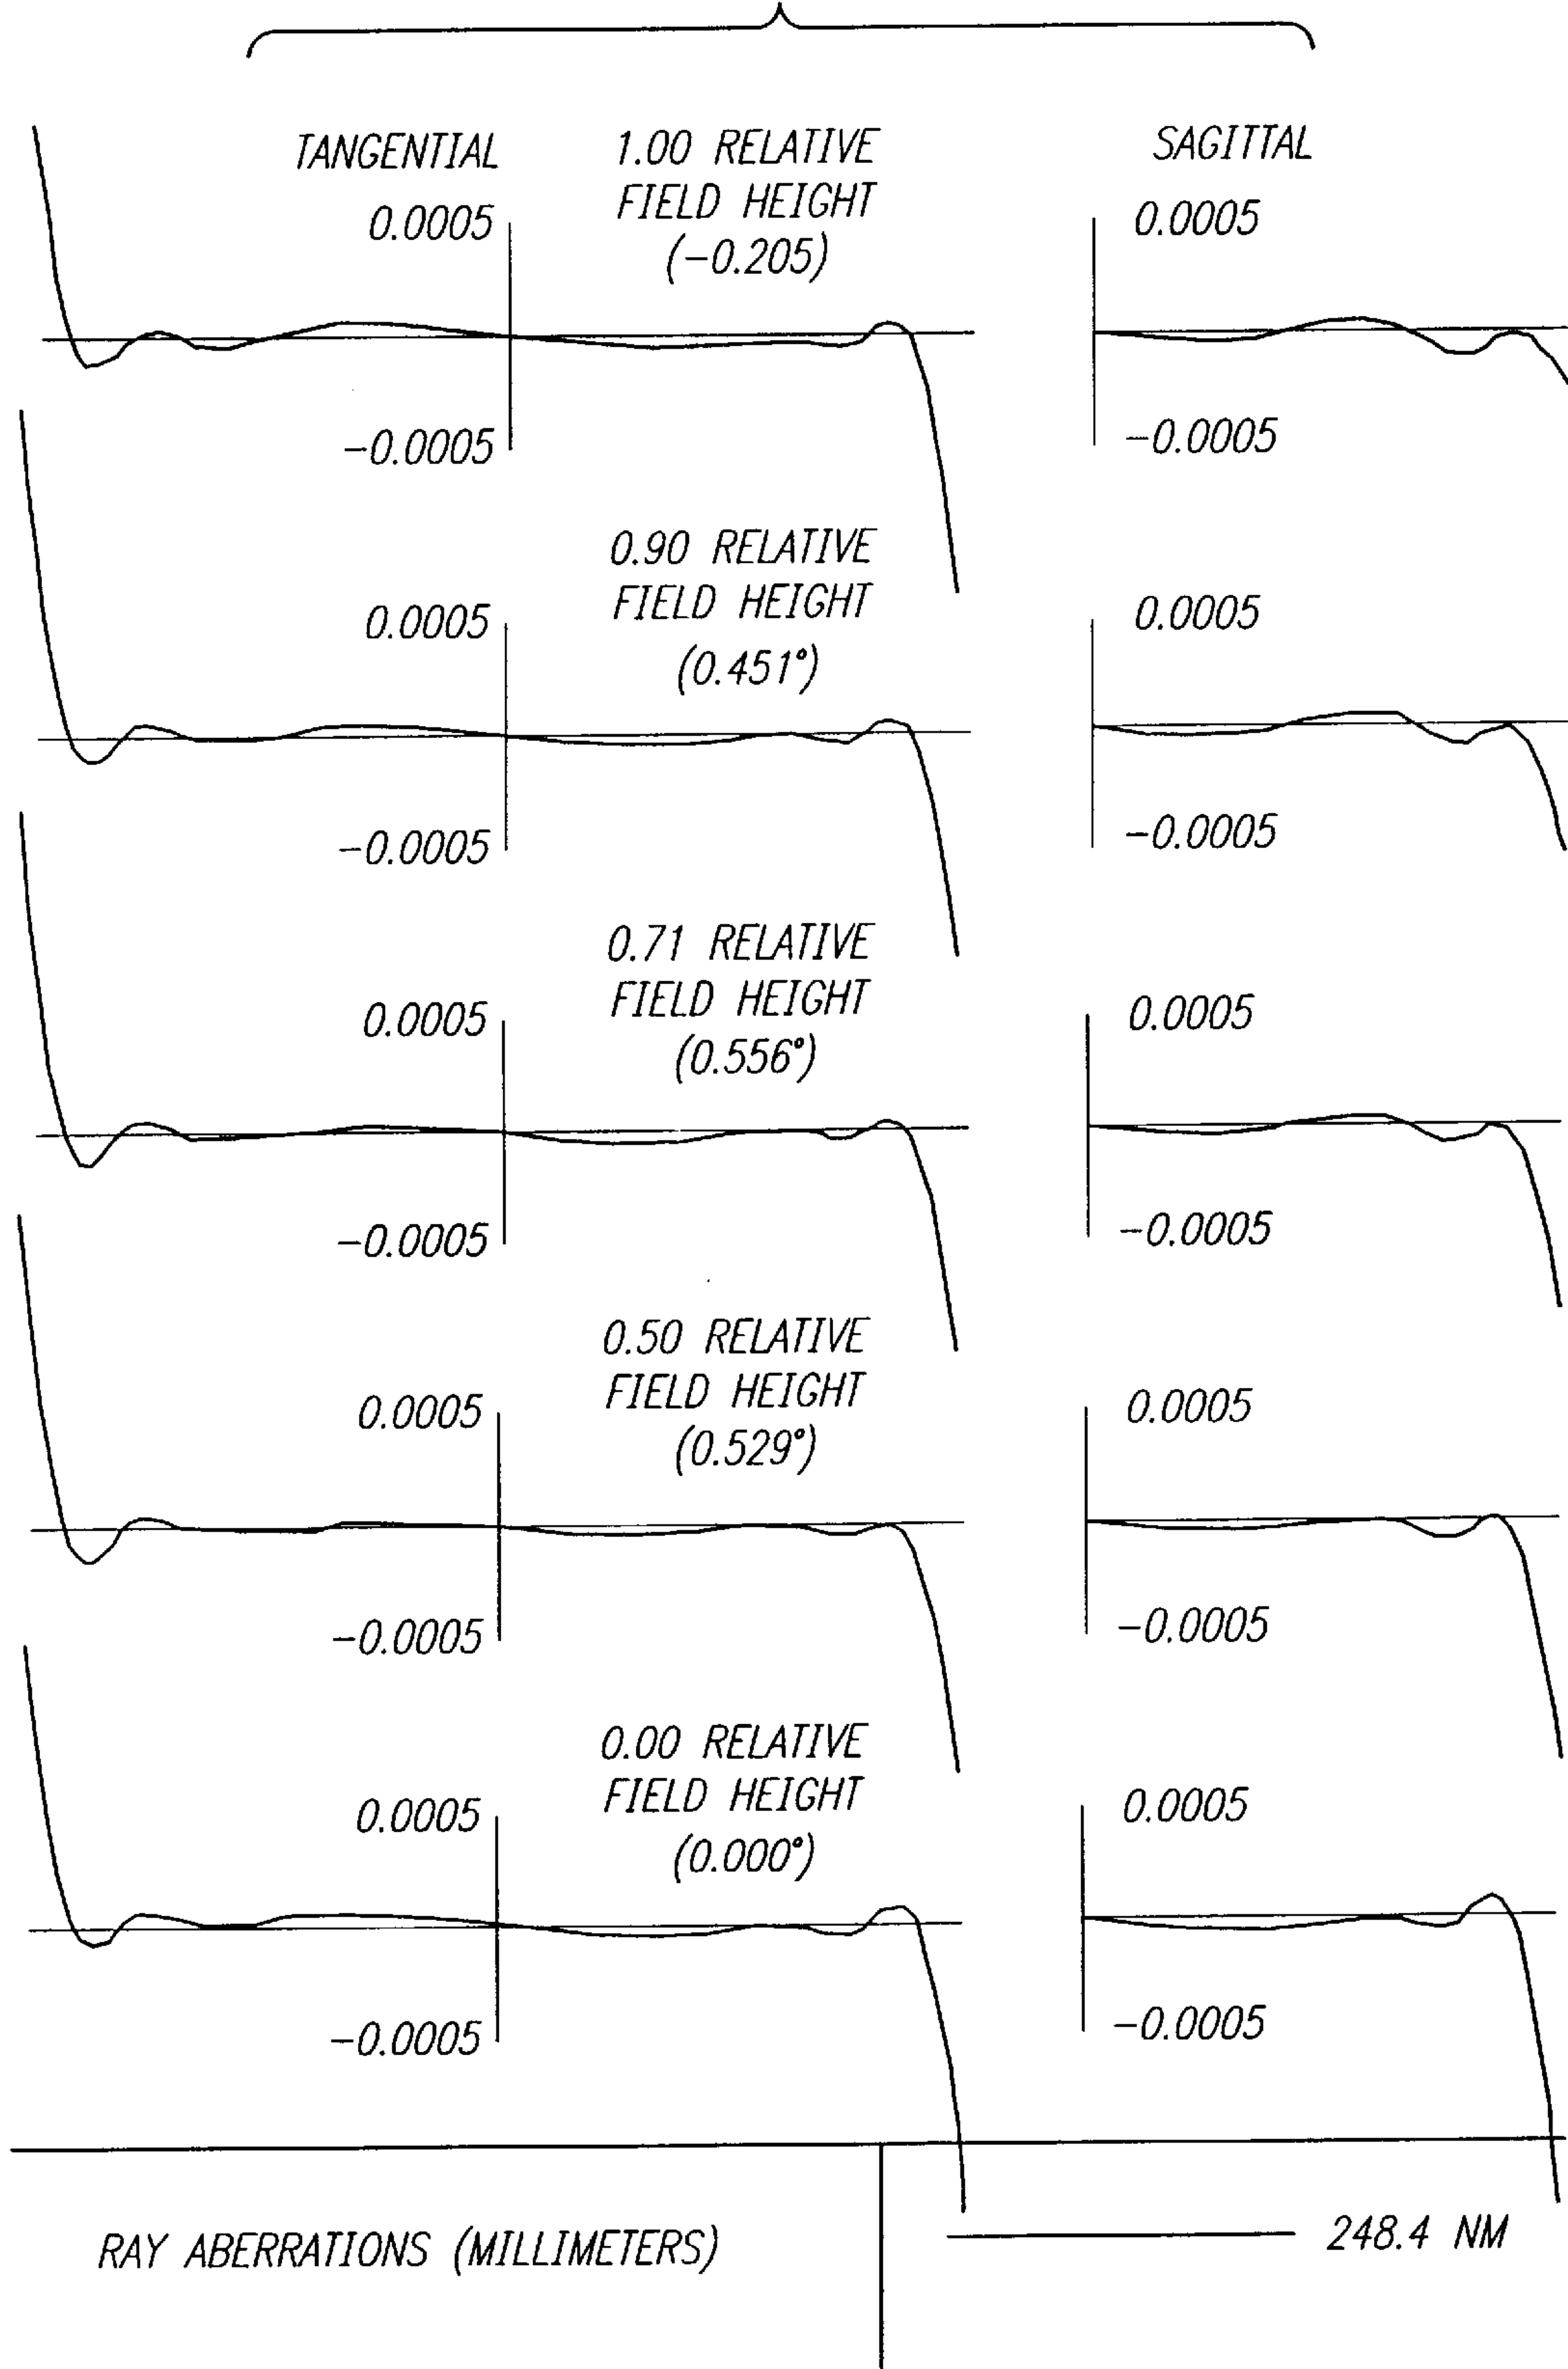 TANGENTIAL
1.00 RELATIVE
FIELD HEIGHT
(-0.205)
SAGITTAL
0.0005
0.0005
-0.0005
-0.0005
0.90 RELATIVE
FIELD HEIGHT
(0.451°)
0.0005
0.0005
-0.0005
-0.0005
0.71 RELATIVE
FIELD HEIGHT
(0.556°)
0.0005
0.0005
-0.0005
-0.0005
0.50 RELATIVE
FIELD HEIGHT
(0.529°)
0.0005
0.0005
-0.0005
-0.0005
0.00 RELATIVE
FIELD HEIGHT
(0.000°)
0.0005
0.0005
-0.0005
-0.0005
RAY ABERRATIONS (MILLIMETERS)
248.4 NM